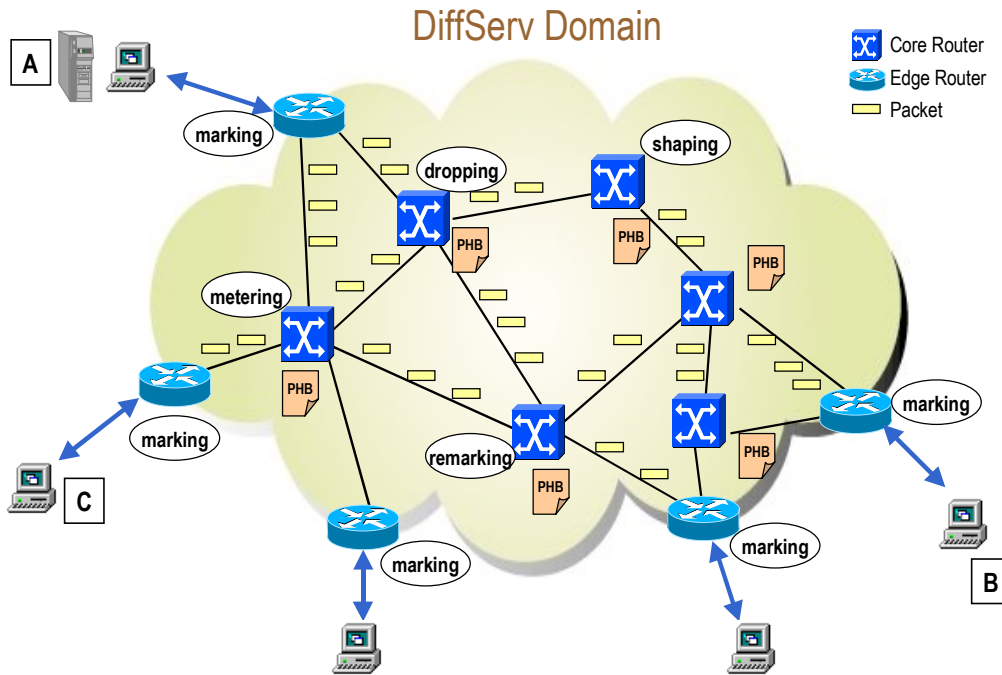 DiffServ Domain
A
Core Router
Edge Router
Packet
marking
shaping
dropping
PHB
PHB
PHB
metering
PHB
marking
marking
remarking
PHB
PHB
C
marking
marking
B